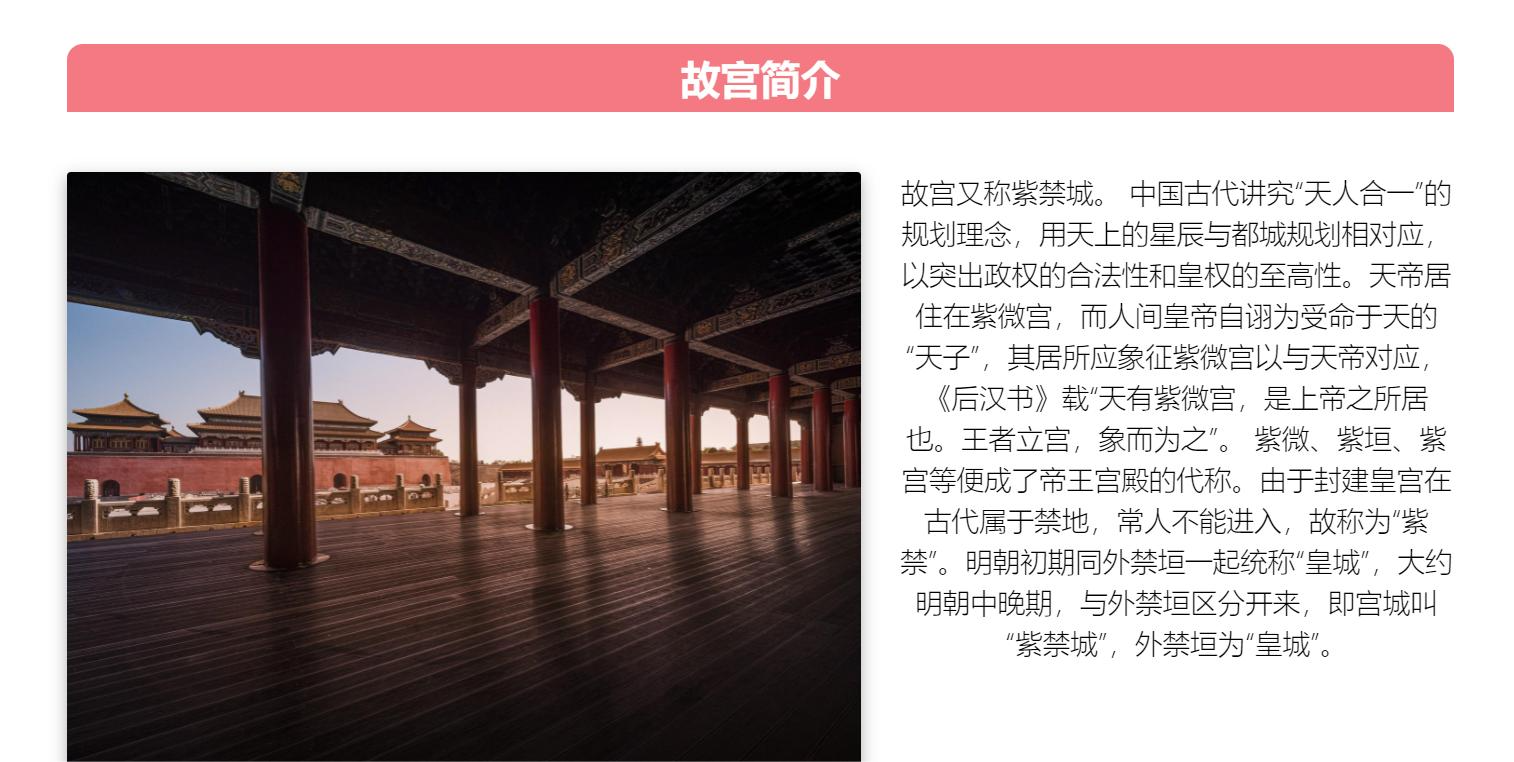 故宫简介
故宫又称紫禁城。 中国古代讲究“天人合一”的
规划理念，用天上的星辰与都城规划相对应，
以突出政权的合法性和皇权的至高性。天帝居
住在紫微宫，而人间皇帝自诩为受命于天的
“天子”，其居所应象征紫微宫以与天帝对应，
《后汉书》载“天有紫微宫，是上帝之所居
也。王者立宫，象而为之”。 紫微、紫垣、紫
宫等便成了帝王宫殿的代称。由于封建皇宫在
古代属于禁地，常人不能进入，故称为“紫
禁”。明朝初期同外禁垣一起统称“皇城”，大约
明朝中晚期，与外禁垣区分开来，即宫城叫
“紫禁城”，外禁垣为“皇城”。